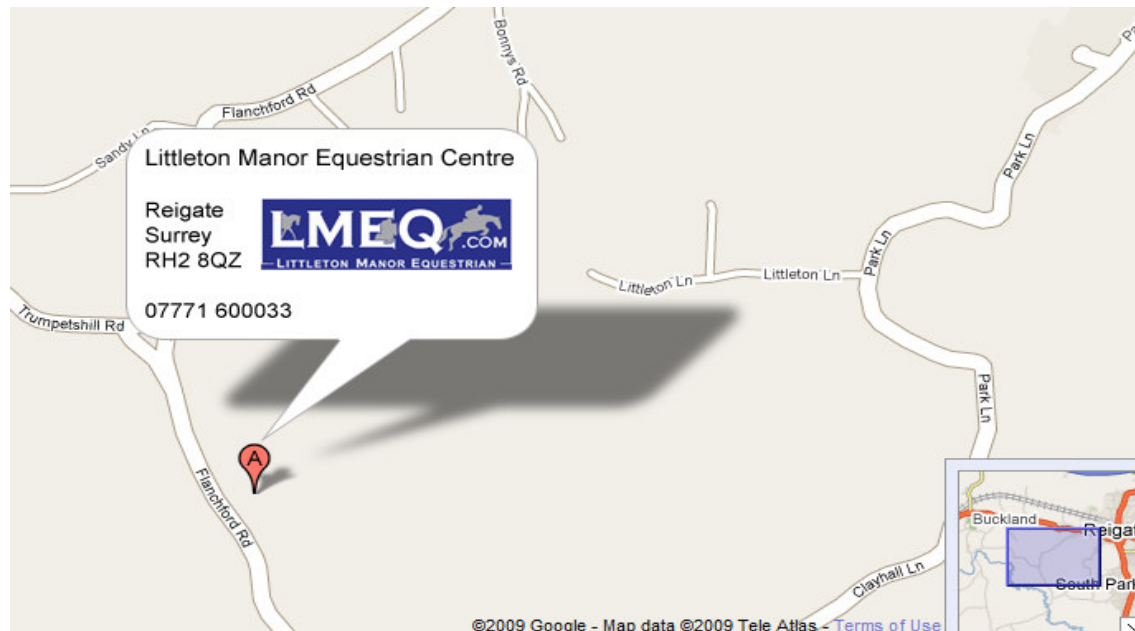 Bonnys Rd
Flanchford Rd
Sandy Ln
Littleton Manor Equestrian Centre
Reigate
Surrey
RH2 8QZ
LMEQ
.COM
LITTLETON MANOR EQUESTRIAN
07771 600033
Park Ln
Park Ln
Littleton Ln
Littleton Ln
Trumpetshill Rd
Park Ln
A
Flanchford Rd
Clayhall Ln
Buckland
South Park
©2009 Google - Map data ©2009 Tele Atlas - Terms of Use